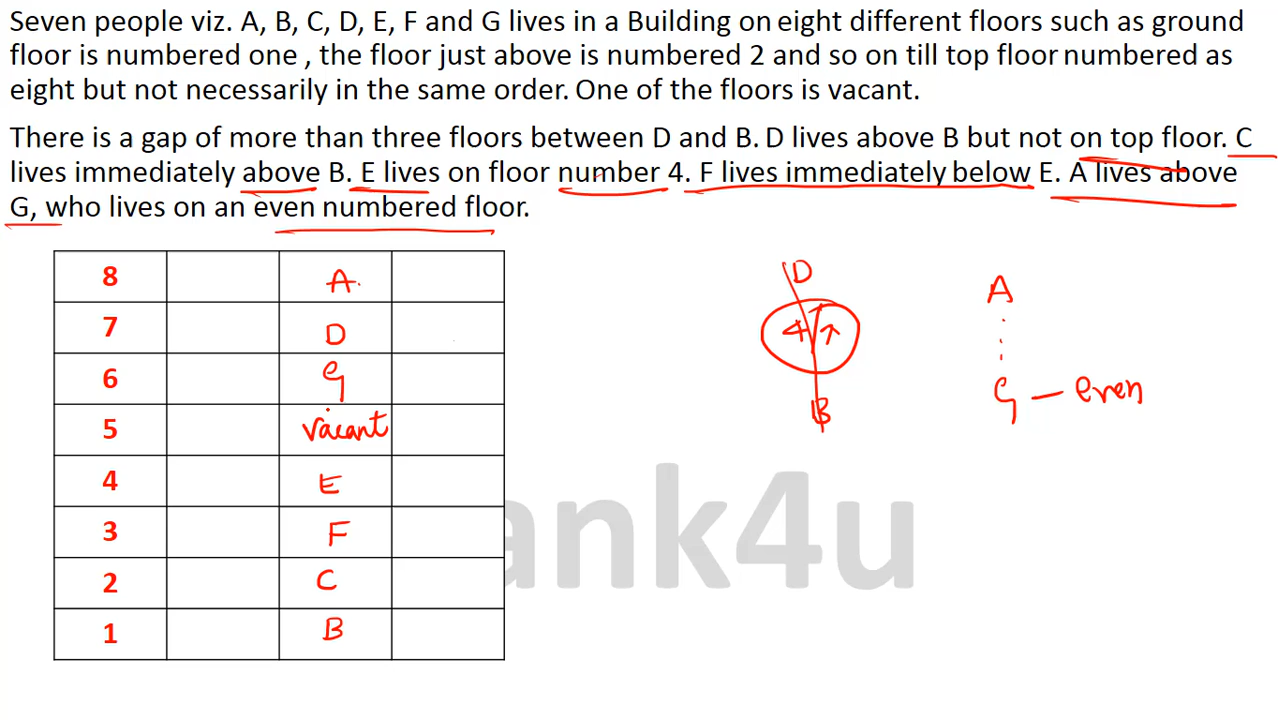 Seven people viz. A, B, C, D, E, F and G lives in a Building on eight different floors such as ground
floor is numbered one , the floor just above is numbered 2 and so on till top floor numbered as
eight but not necessarily in the same order. One of the floors is vacant.
There is a gap of more than three floors between D and B. D lives above B but not on top floor. C
lives immediately above B. E lives on floor number 4. F lives immediately below E. A lives above
G, who lives on an even numbered floor.
8 A.
7 D
6 G
5 vacant
4 E
3 F
2 C
1 B
D
4 ↑
B
A
G — even
ank4u